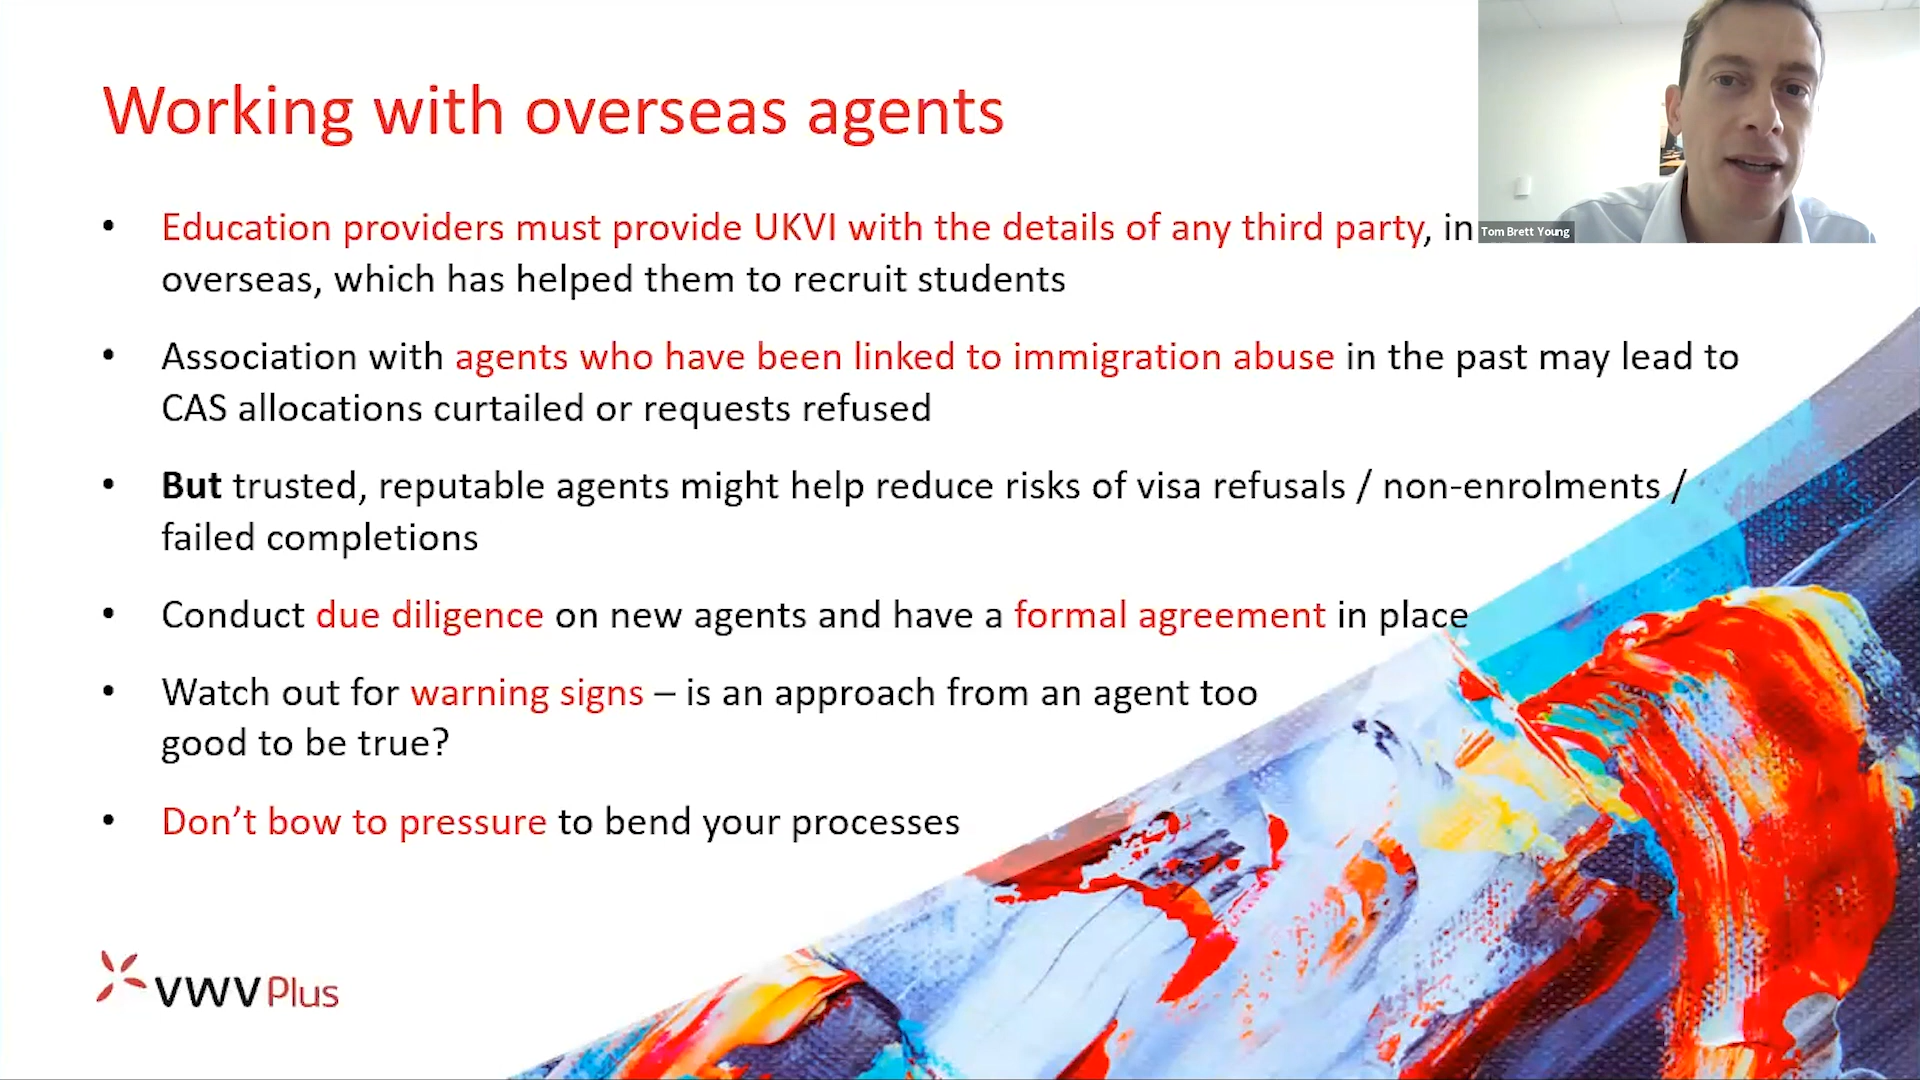 Working with overseas agents
• Education providers must provide UKVI with the details of any third party, in
overseas, which has helped them to recruit students
• Association with agents who have been linked to immigration abuse in the past may lead to
CAS allocations curtailed or requests refused
• But trusted, reputable agents might help reduce risks of visa refusals / non-enrolments /
failed completions
• Conduct due diligence on new agents and have a formal agreement in place
• Watch out for warning signs – is an approach from an agent too
good to be true?
• Don’t bow to pressure to bend your processes
VWV Plus
Tom Brett Young